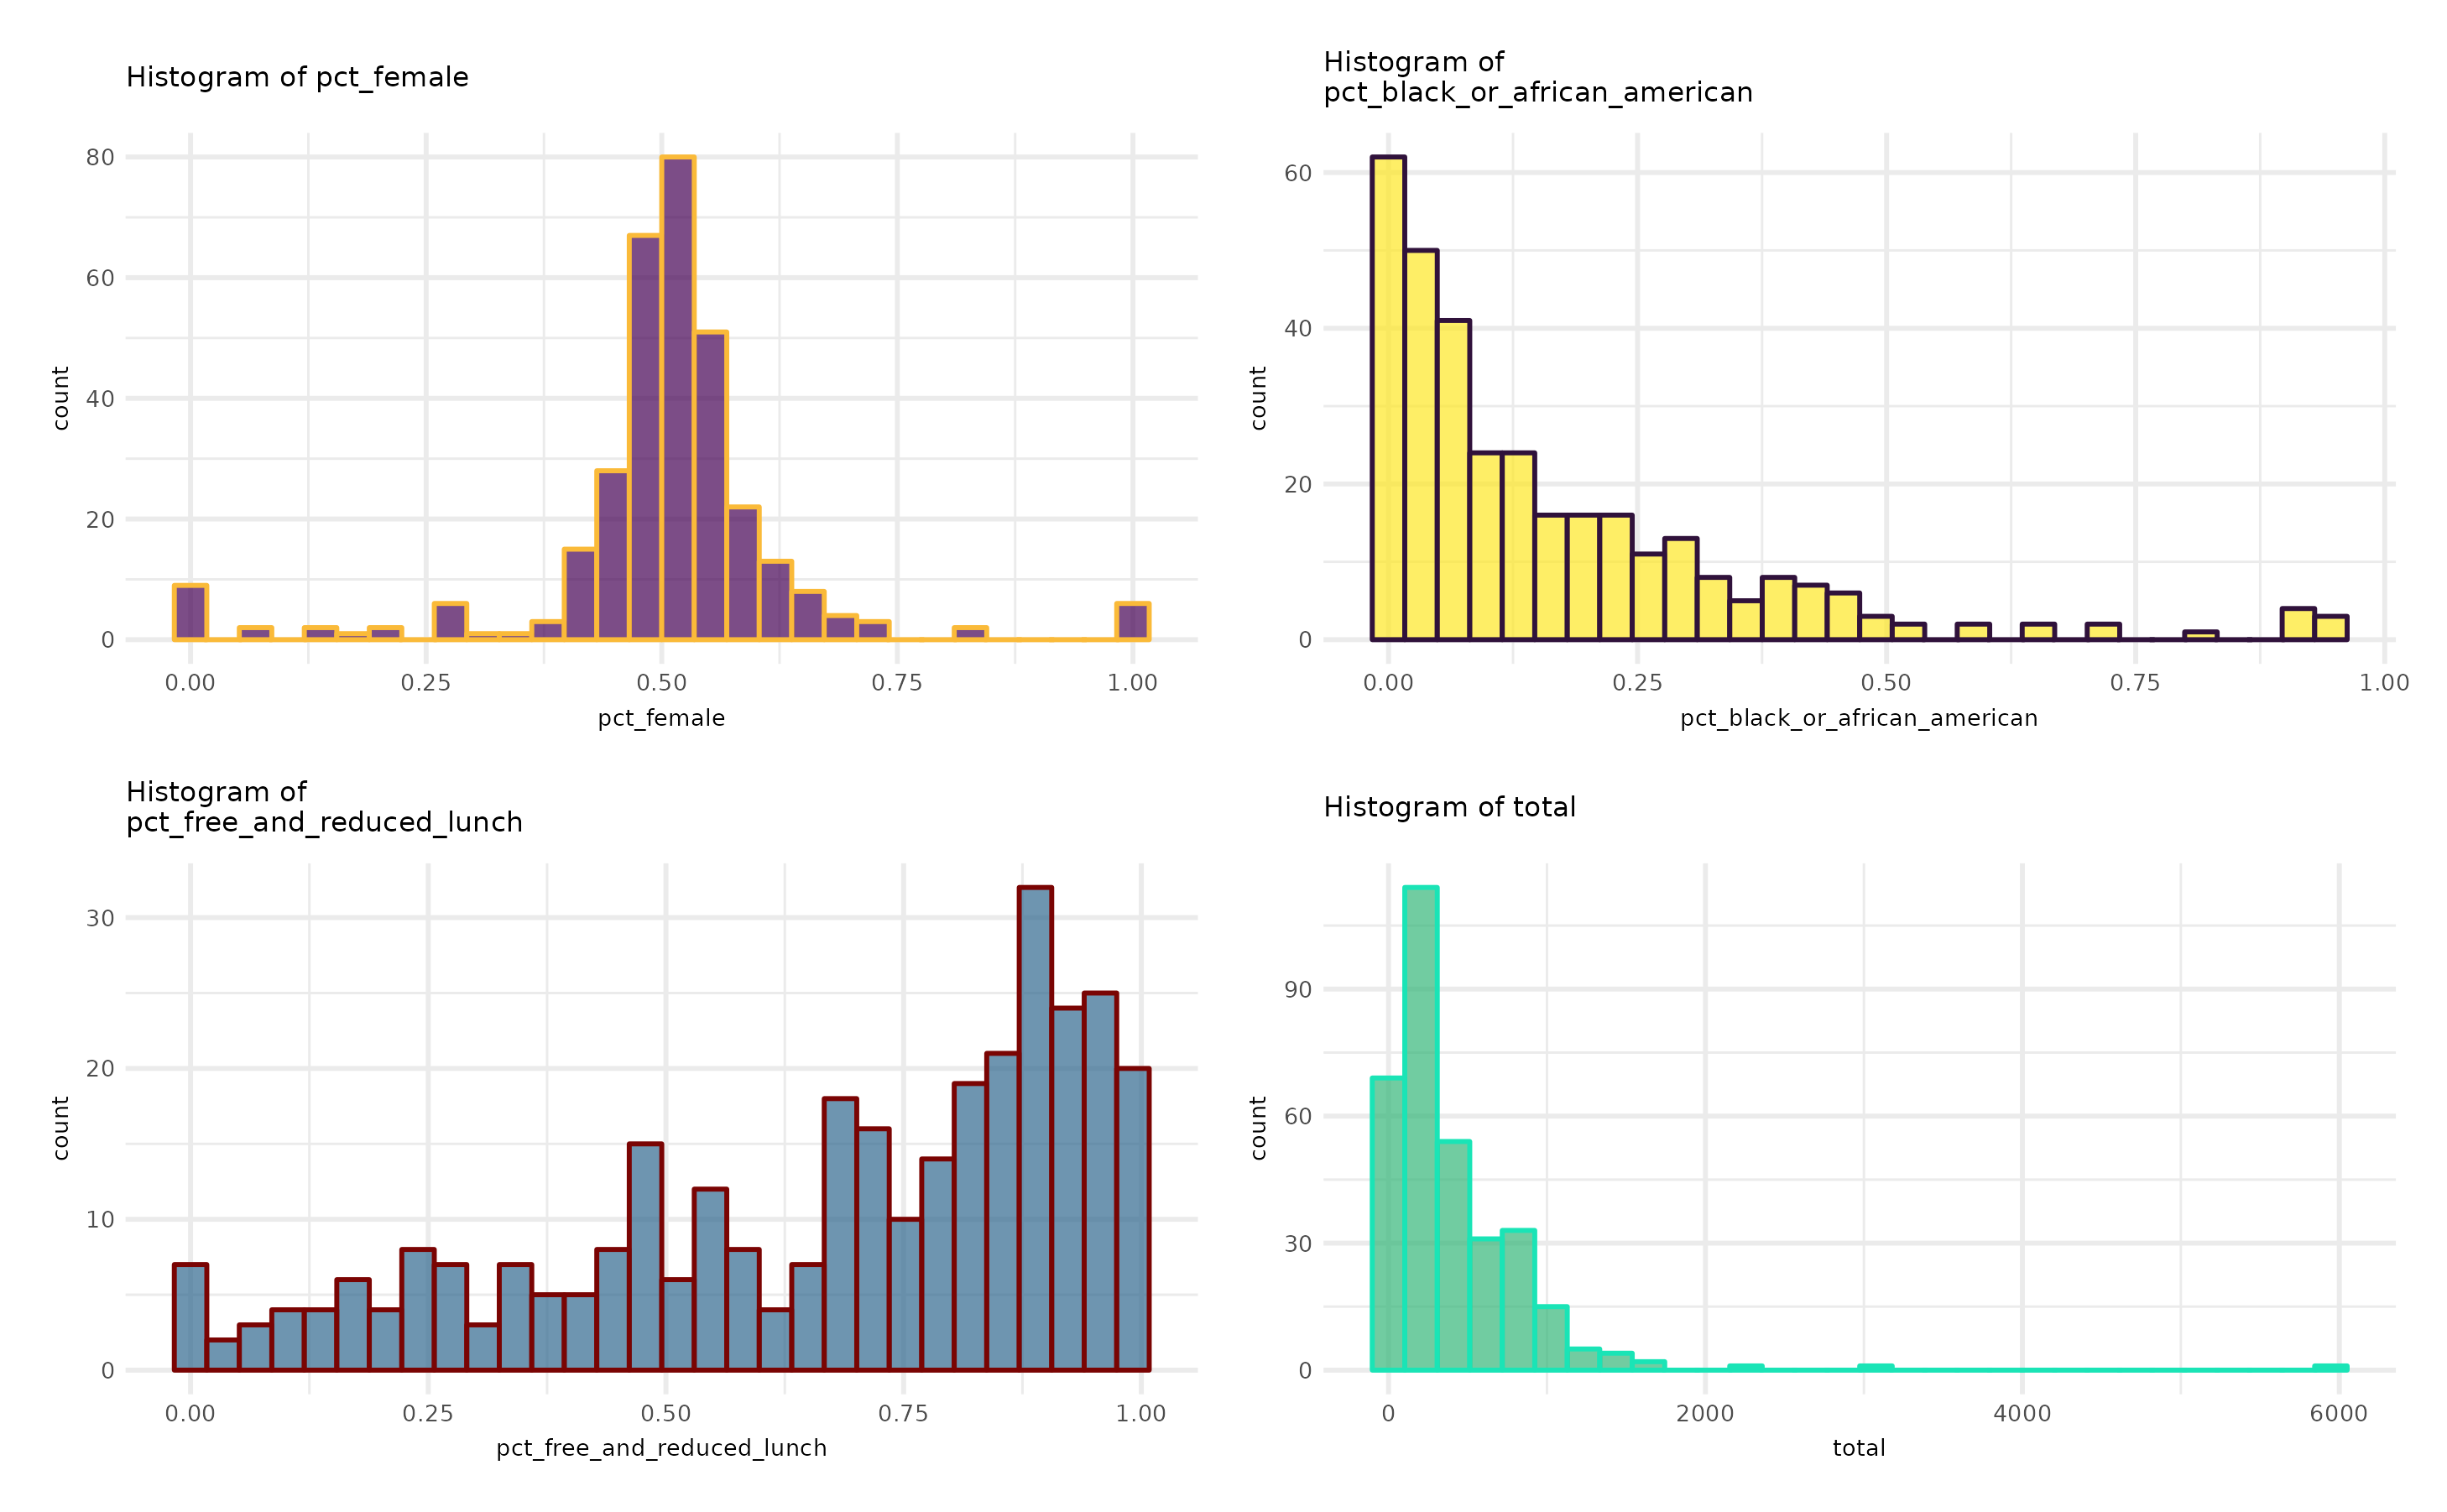 Histogram of pct_female
80
60
40
20
0
count
0.00 0.25 0.50 0.75 1.00
pct_female
Histogram of
pct_black_or_african_american
60
40
20
0
count
0.00 0.25 0.50 0.75 1.00
pct_black_or_african_american
Histogram of
pct_free_and_reduced_lunch
30
20
10
0
count
0.00 0.25 0.50 0.75 1.00
pct_free_and_reduced_lunch
Histogram of total
90
60
30
0
count
0 2000 4000 6000
total